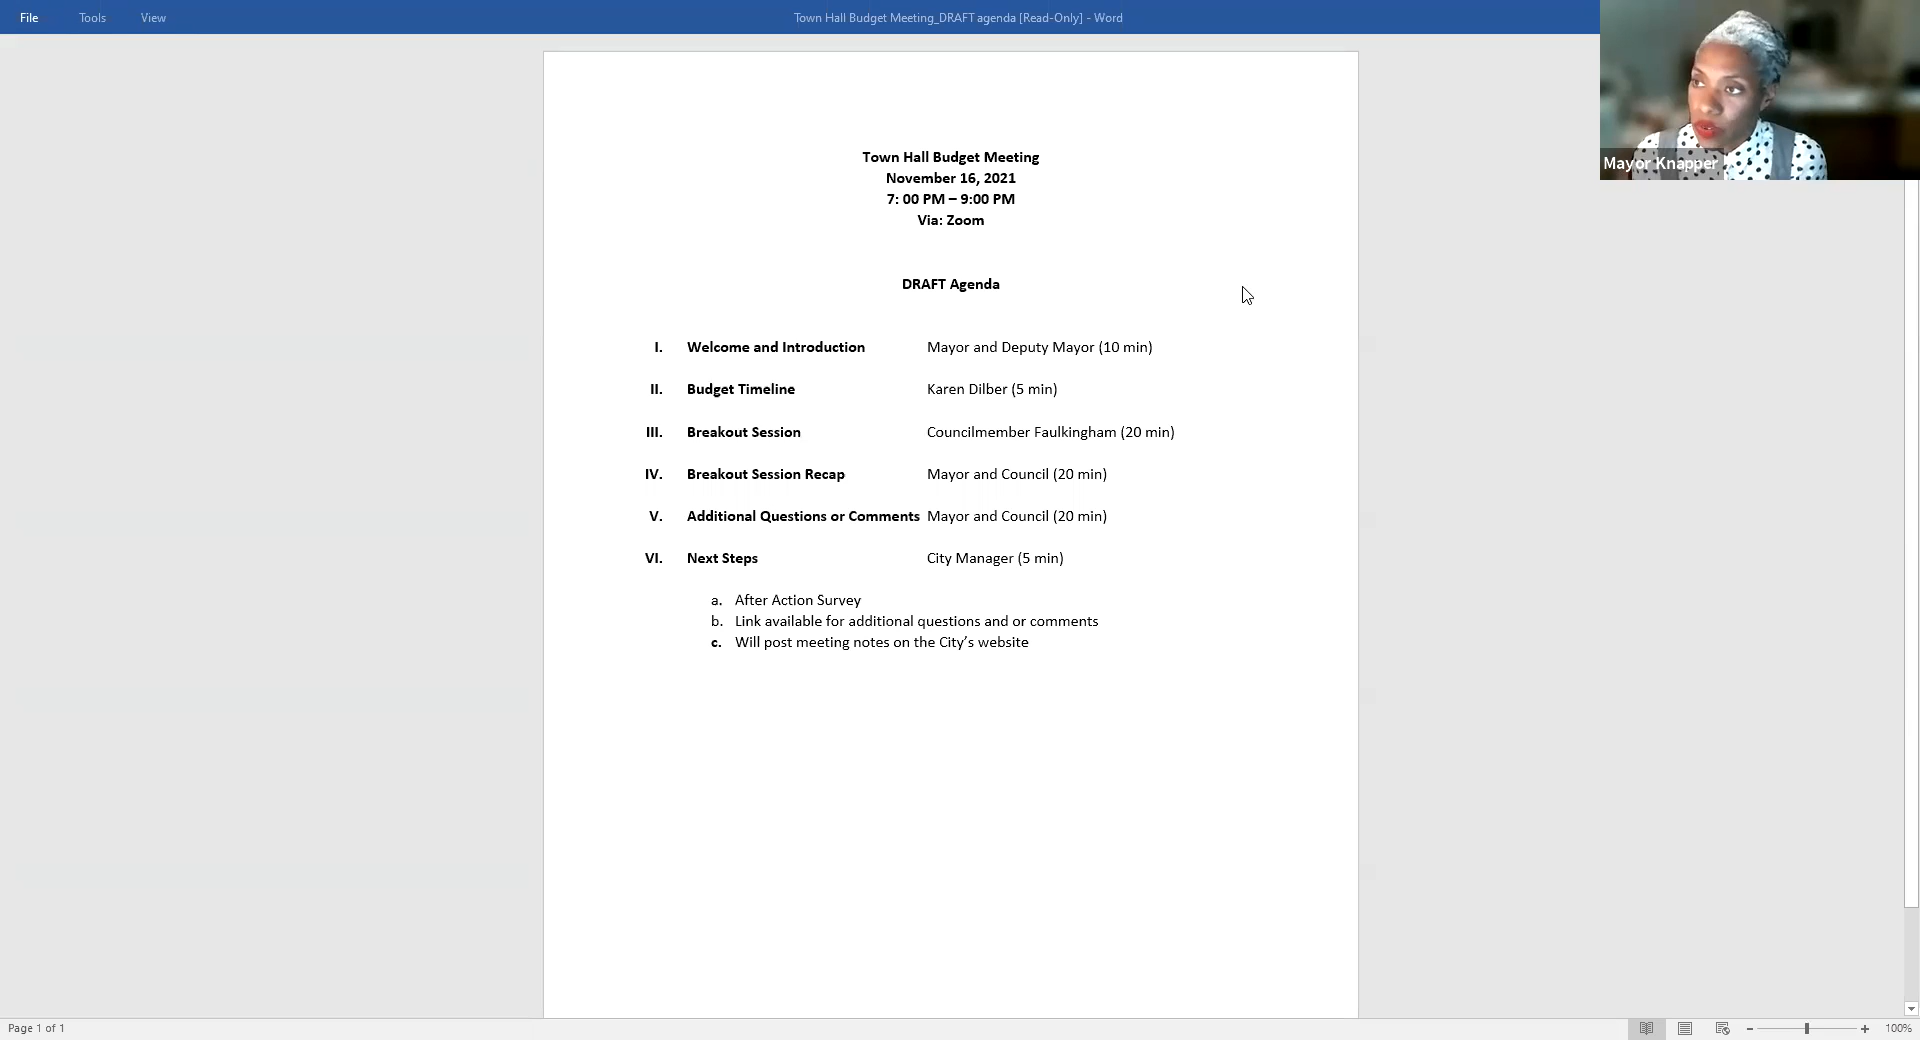 File Tools View Town Hall Budget Meeting_DRAFT agenda [Read-Only] - Word
Mayor Knapper
Town Hall Budget Meeting
November 16, 2021
7: 00 PM – 9:00 PM
Via: Zoom
DRAFT Agenda
I. Welcome and Introduction Mayor and Deputy Mayor (10 min)
II. Budget Timeline Karen Dilber (5 min)
III. Breakout Session Councilmember Faulkingham (20 min)
IV. Breakout Session Recap Mayor and Council (20 min)
V. Additional Questions or Comments Mayor and Council (20 min)
VI. Next Steps City Manager (5 min)
a. After Action Survey
b. Link available for additional questions and or comments
c. Will post meeting notes on the City’s website
Page 1 of 1 100%